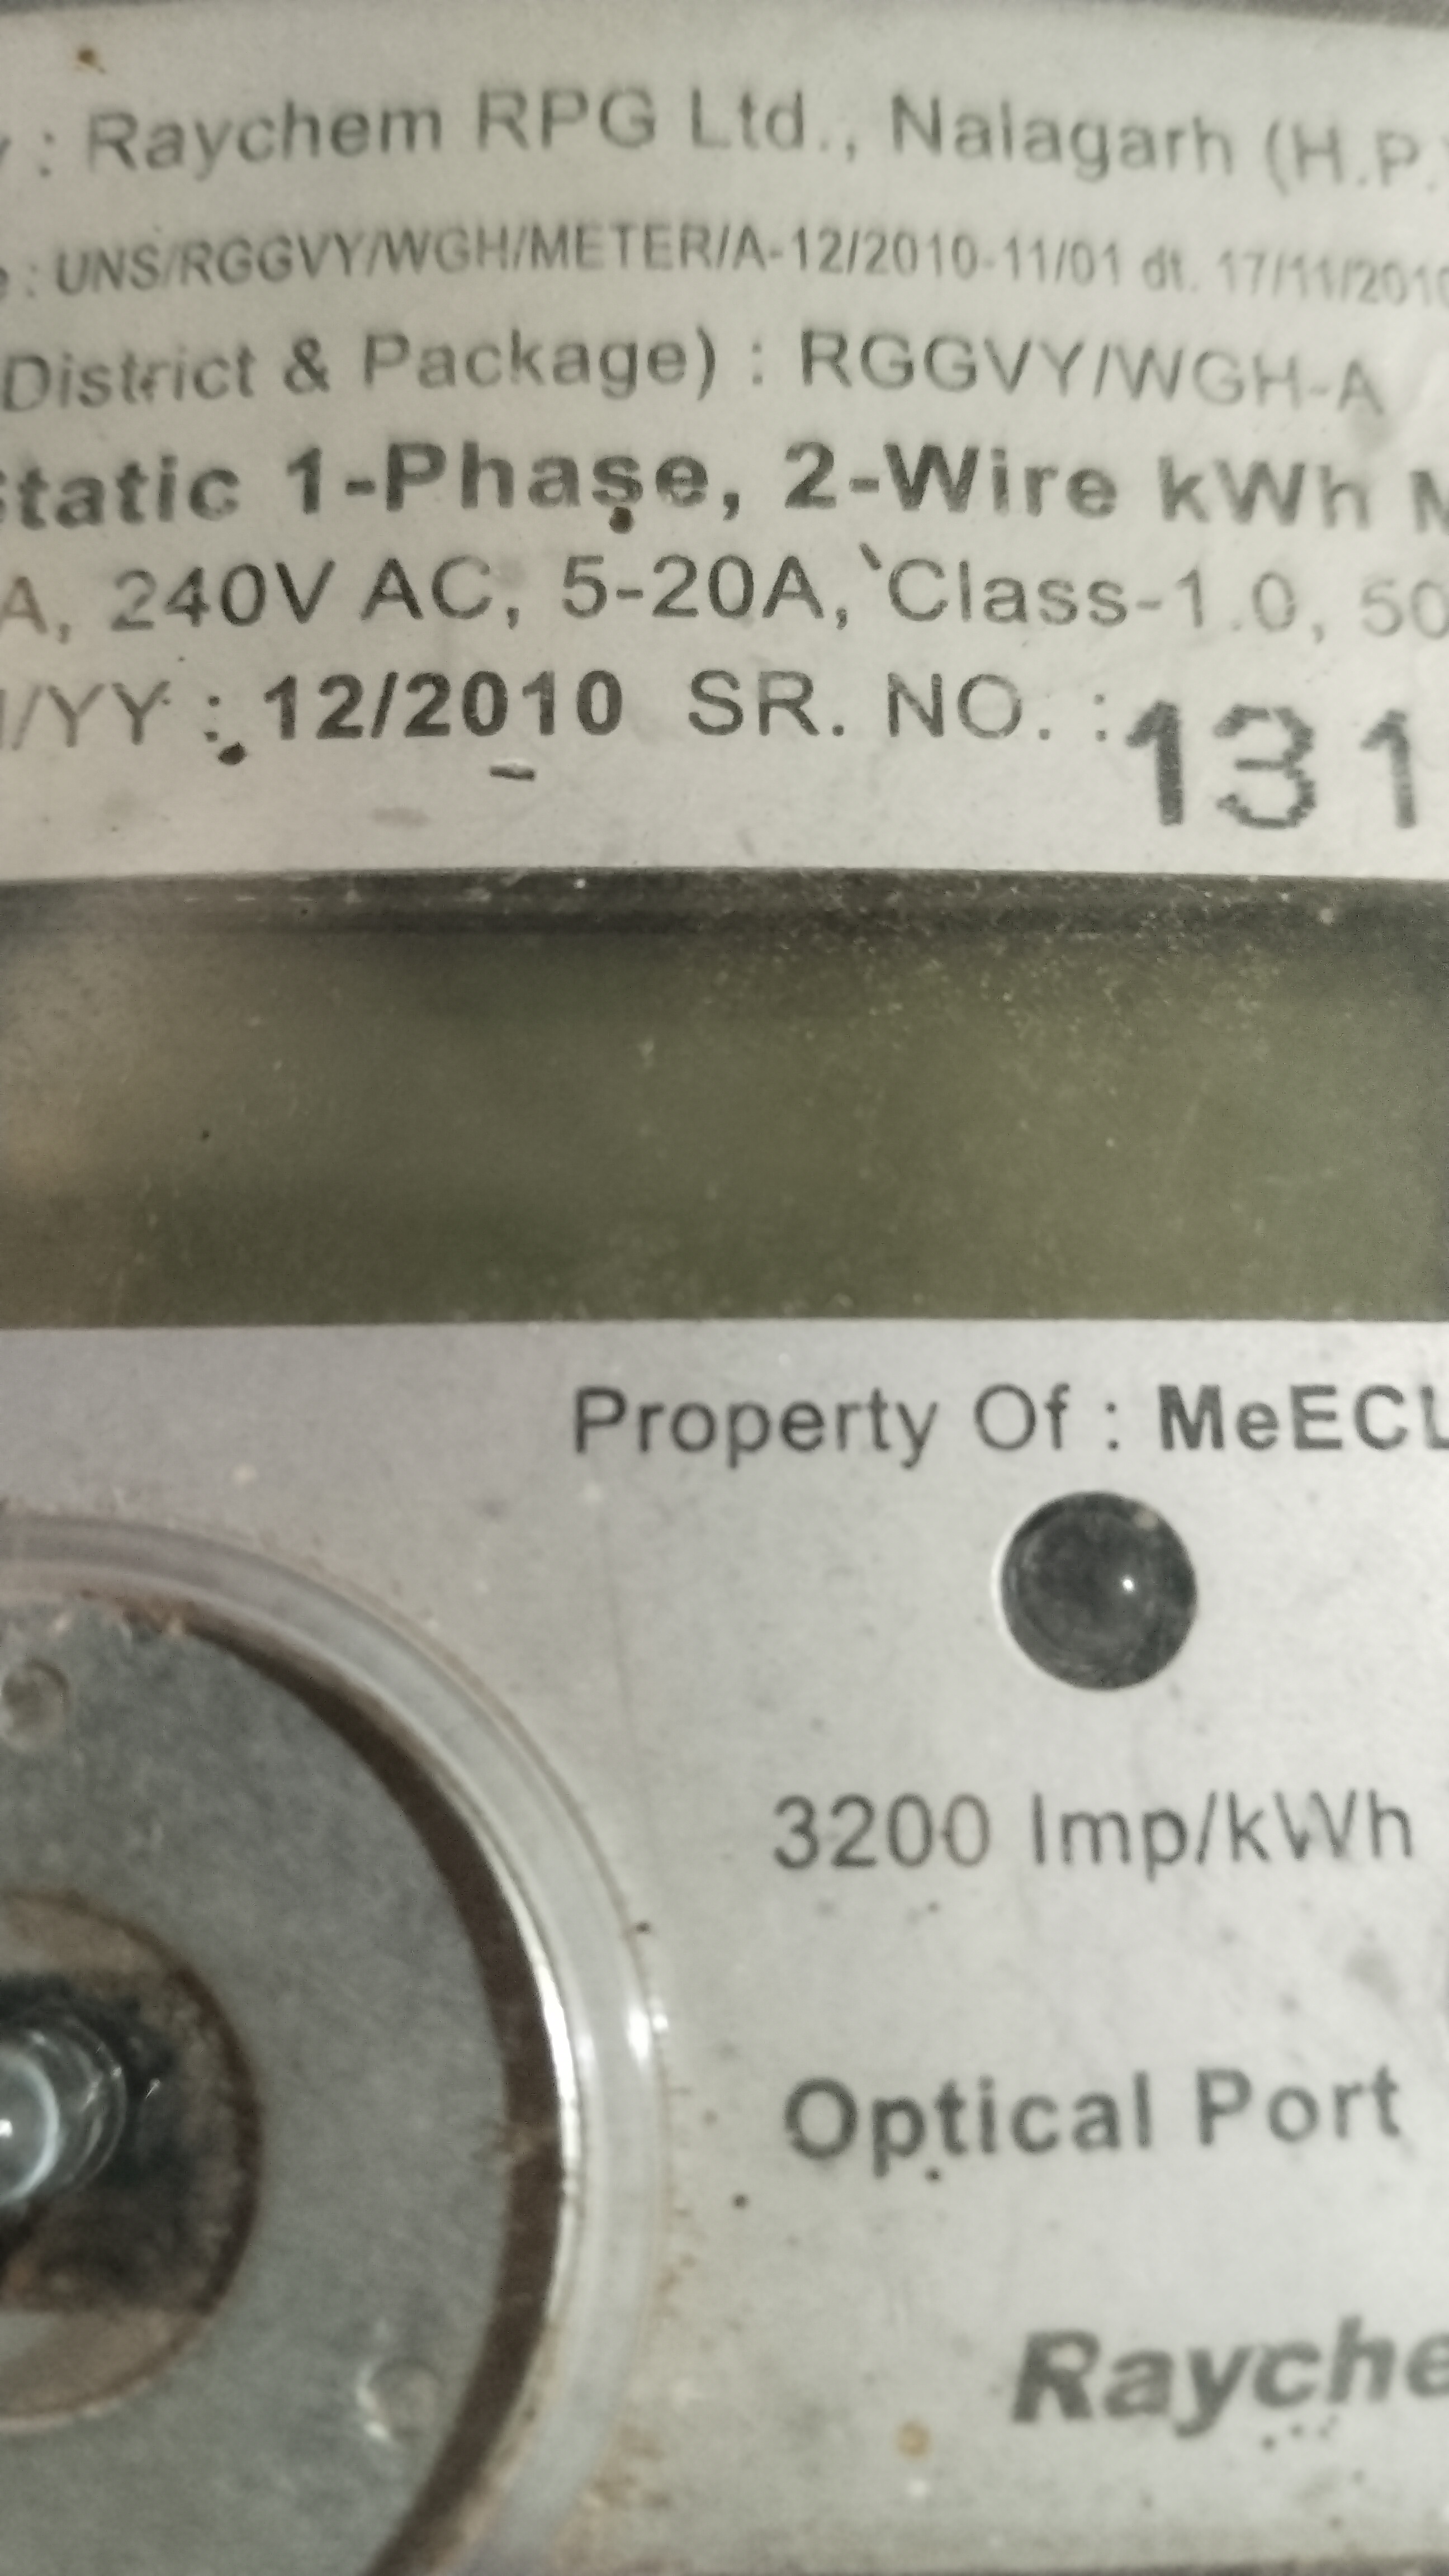 : Raychem RPG Ltd., Nalagarh (H.P.
: UNS/RGGVY/WGH/METER/A-12/2010-11/01 dt. 17/11/2010
District & Package) : RGGVY/WGH-A
Static 1-Phase, 2-Wire kWh M
A, 240V AC, 5-20A, Class-1.0, 50
/YY : 12/2010 SR. NO. : 131
Property Of : MeECL
3200 Imp/kWh
Optical Port
Rayche